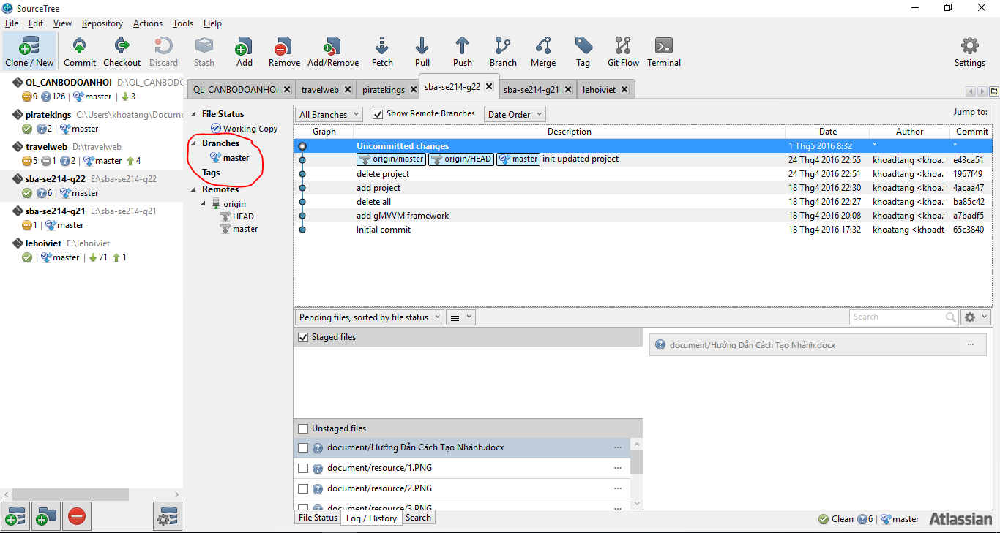 SourceTree
File Edit View Repository Actions Tools Help
Clone / New Commit Checkout Discard Stash Add Remove Add/Remove Fetch Pull Push Branch Merge Tag Git Flow Terminal Settings
QL_CANBODOANHOI D:\QL_CANBODC
9 126 | master | 3
piratekings C:\Users\khoatang\Docume
2 | master
travelweb D:\travelweb
5 1 2 | master | 4
sba-se214-g22 E:\sba-se214-g22
6 | master
sba-se214-g21 E:\sba-se214-g21
1 | master
lehoiviet E:\lehoiviet
| master | 71 1
QL_CANBODOANHOI travelweb piratekings sba-se214-g22 sba-se214-g21 lehoiviet
File Status
Working Copy
Branches
master
Tags
Remotes
origin
HEAD
master
All Branches Show Remote Branches Date Order Jump to:
Graph Description Date Author Commit
Uncommitted changes 1 Thg5 2016 8:32 * *
origin/master origin/HEAD master init updated project 24 Thg4 2016 22:55 khoadtang <khoa. e43ca51
delete project 24 Thg4 2016 22:51 khoadtang <khoa. 1967f49
add project 18 Thg4 2016 22:30 khoadtang <khoa. 4acaa47
delete all 18 Thg4 2016 22:27 khoadtang <khoa. ba85c42
add gMVVM framework 18 Thg4 2016 20:08 khoadtang <khoa. a7badf5
Initial commit 18 Thg4 2016 17:32 khoatang <khoadt 65c3840
Pending files, sorted by file status Search
Staged files
document/Hướng Dẫn Cách Tạo Nhánh.docx ...
Unstaged files
document/Hướng Dẫn Cách Tạo Nhánh.docx ...
document/resource/1.PNG ...
document/resource/2.PNG ...
document/resource/3.PNG ...
File Status Log / History Search
Clean 6 | master Atlassian